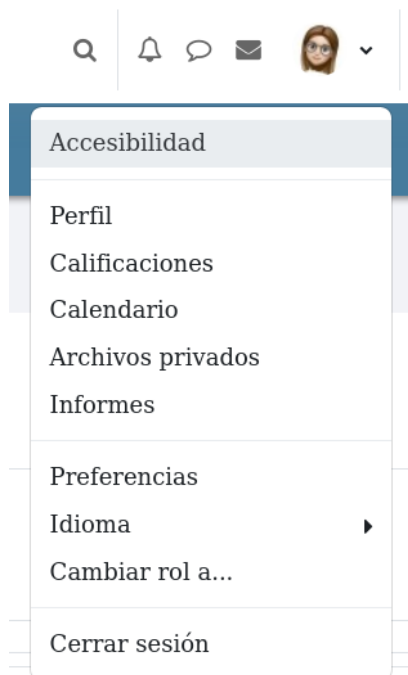 Accesibilidad
Perfil
Calificaciones
Calendario
Archivos privados
Informes
Preferencias
Idioma
Cambiar rol a...
Cerrar sesión